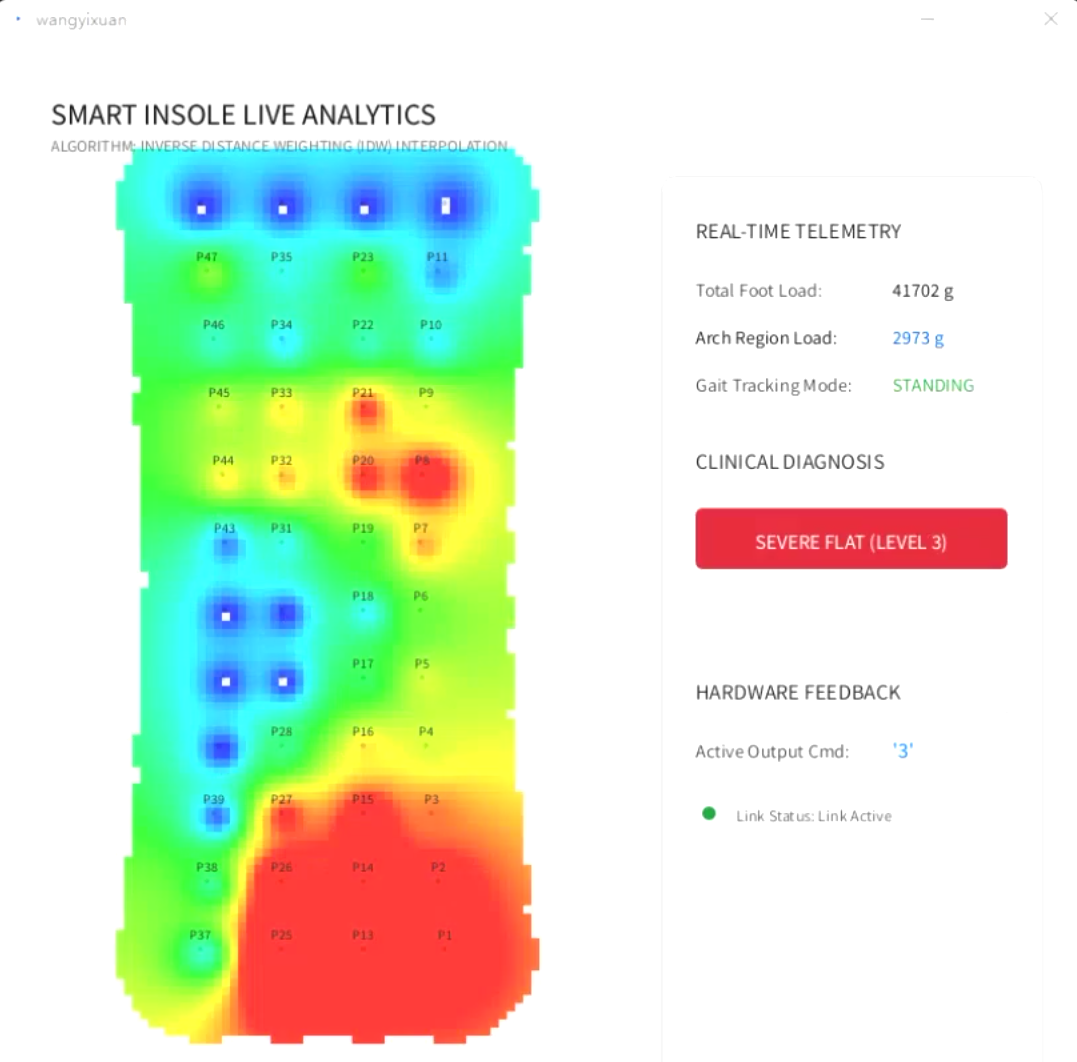 wangyixuan
SMART INSOLE LIVE ANALYTICS
ALGORITHM: INVERSE DISTANCE WEIGHTING (IDW) INTERPOLATION
P47 P35 P23 P11
P46 P34 P22 P10
P45 P33 P21 P9
P44 P32 P20 P8
P43 P31 P19 P7
P18 P6
P17 P5
P28 P16 P4
P39 P27 P15 P3
P38 P26 P14 P2
P37 P25 P13 P1
REAL-TIME TELEMETRY
Total Foot Load: 41702 g
Arch Region Load: 2973 g
Gait Tracking Mode: STANDING
CLINICAL DIAGNOSIS
SEVERE FLAT (LEVEL 3)
HARDWARE FEEDBACK
Active Output Cmd: '3'
Link Status: Link Active